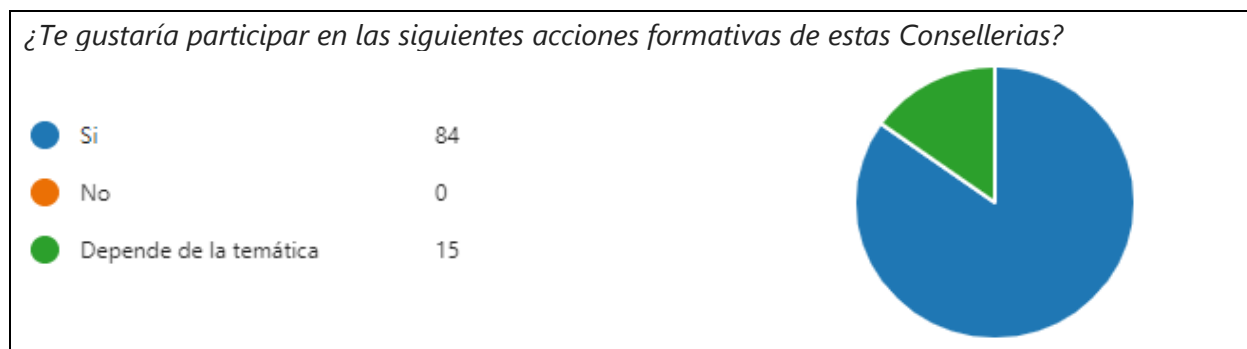 ¿Te gustaría participar en las siguientes acciones formativas de estas Consellerias?
Si 84
No 0
Depende de la temática 15